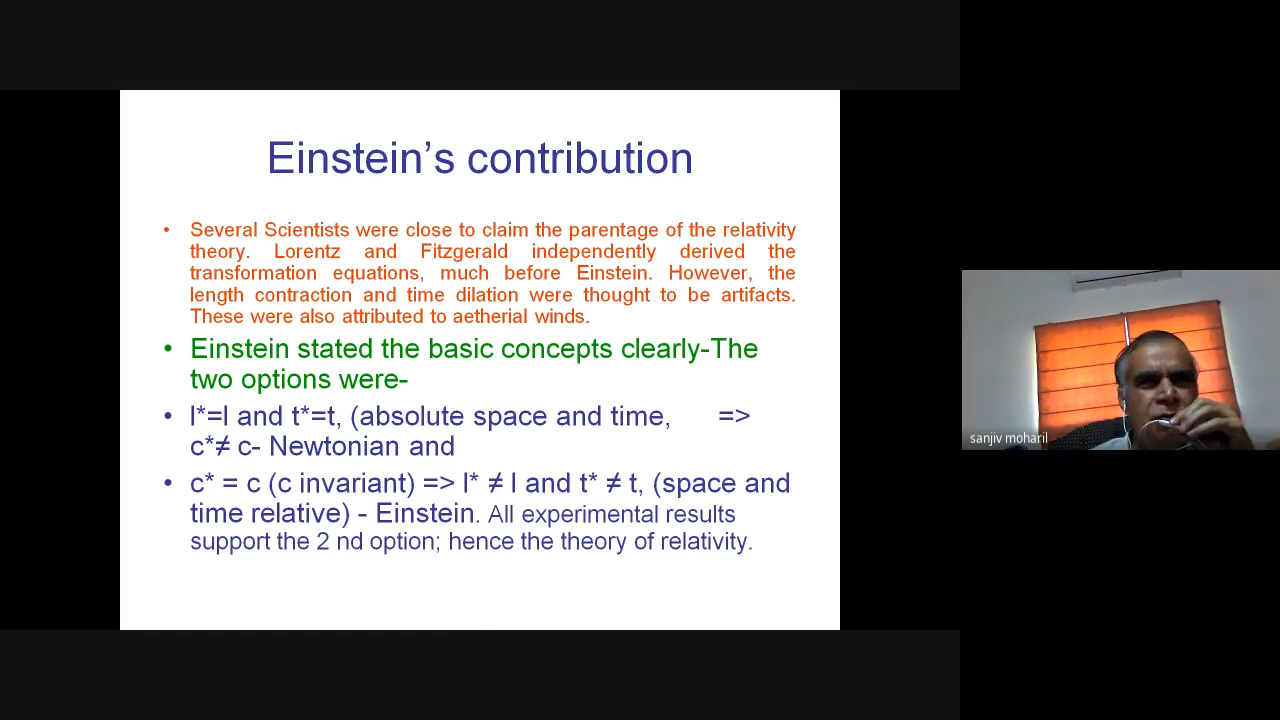 Einstein’s contribution
• Several Scientists were close to claim the parentage of the relativity
theory. Lorentz and Fitzgerald independently derived the
transformation equations, much before Einstein. However, the
length contraction and time dilation were thought to be artifacts.
These were also attributed to aetherial winds.
• Einstein stated the basic concepts clearly-The
two options were-
• l*=l and t*=t, (absolute space and time, =>
c*≠ c- Newtonian and
• c* = c (c invariant) => l* ≠ l and t* ≠ t, (space and
time relative) - Einstein. All experimental results
support the 2 nd option; hence the theory of relativity.
sanjiv moharil